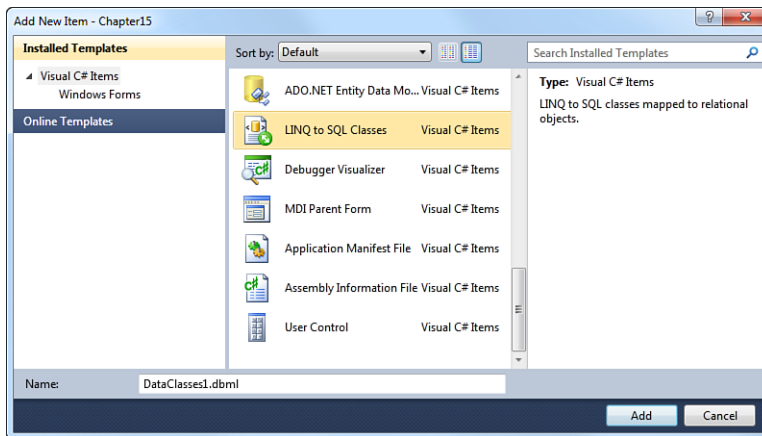 Add New Item - Chapter15
Installed Templates
Visual C# Items
Windows Forms
Online Templates
Sort by: Default
Search Installed Templates
ADO.NET Entity Data Mo... Visual C# Items
LINQ to SQL Classes Visual C# Items
Debugger Visualizer Visual C# Items
MDI Parent Form Visual C# Items
Application Manifest File Visual C# Items
Assembly Information File Visual C# Items
User Control Visual C# Items
Type: Visual C# Items
LINQ to SQL classes mapped to relational
objects.
Name: DataClasses1.dbml
Add Cancel